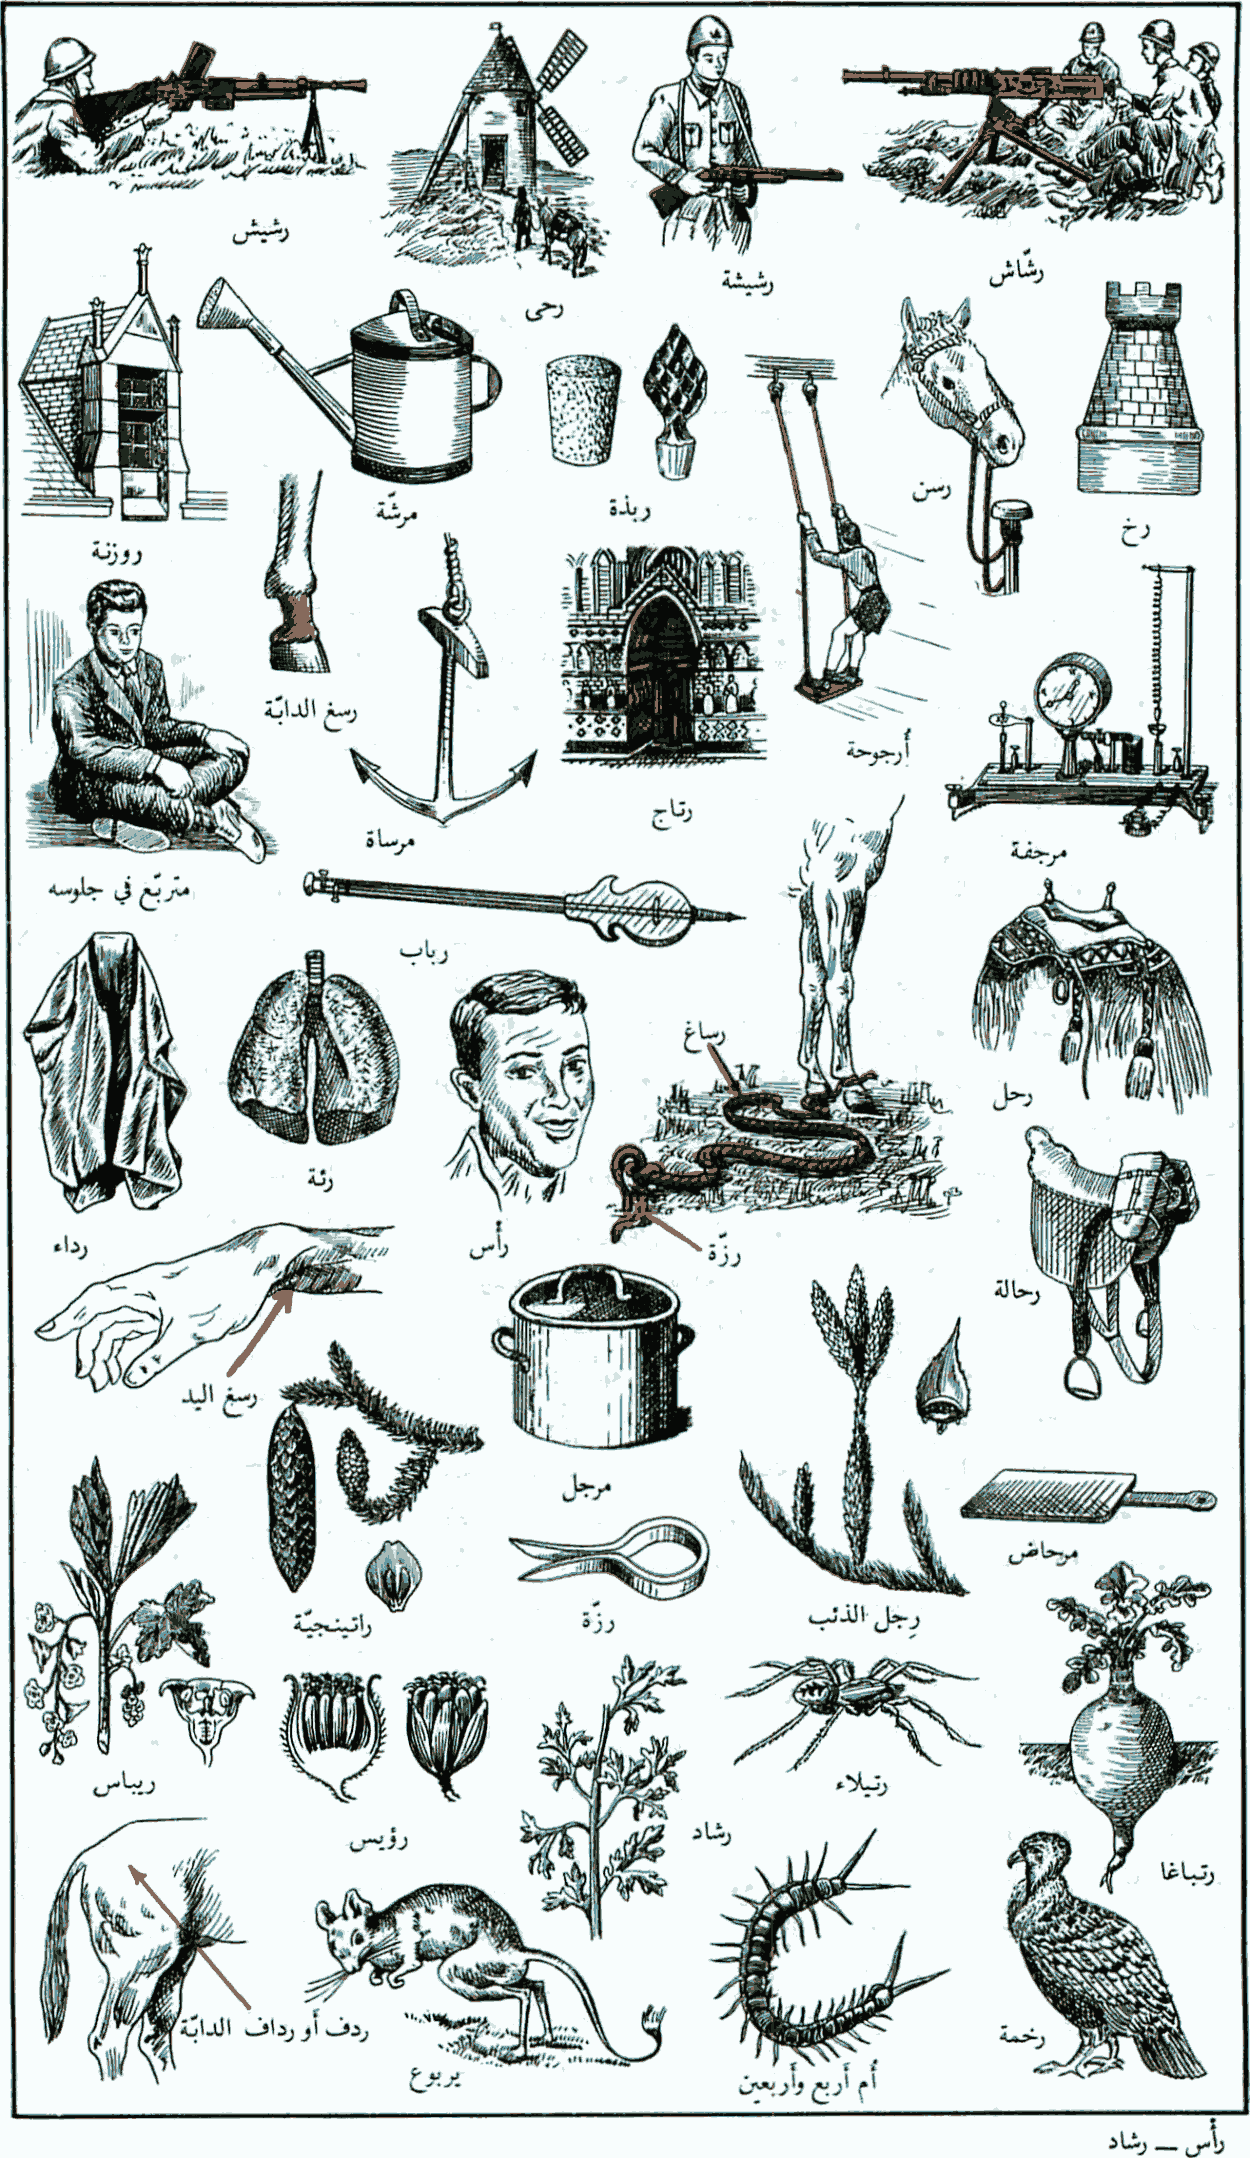 رشّاش
رشيشة
رحى
رشيش
رخ
رسن
ربذة
مرشّة
روزنة
أرجوحة
رسغ الدابّة
رتاج
مرجفة
مرساة
متربّع في جلوسه
رباب
رساغ
رحل
رئة
رأس
رزّة
رداء
رحالة
رسغ اليد
مرجل
مرحاض
رِجل الذئب
رزّة
راتينجيّة
رتيلاء
ريباس
رتباغا
رشاد
رؤيس
ردف أو رداف الدابّة
رخمة
يربوع
أم أربع وأربعين
رأس — رشاد